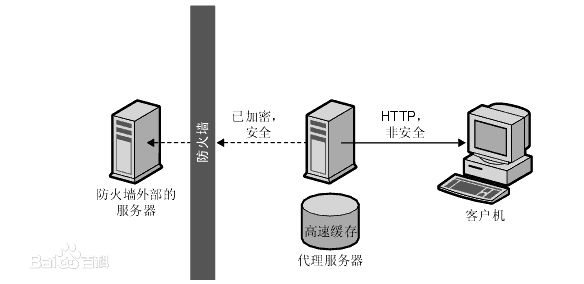 防火墙
已加密，
安全
HTTP，
非安全
防火墙外部的
服务器
高速缓存
代理服务器
客户机
Baidu百科